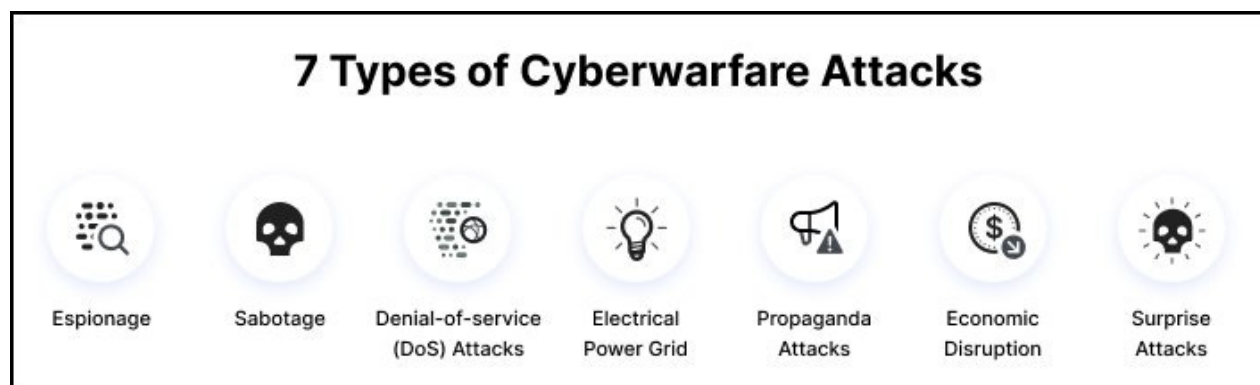 7 Types of Cyberwarfare Attacks
Espionage
Sabotage
Denial-of-service
(DoS) Attacks
Electrical
Power Grid
Propaganda
Attacks
Economic
Disruption
Surprise
Attacks